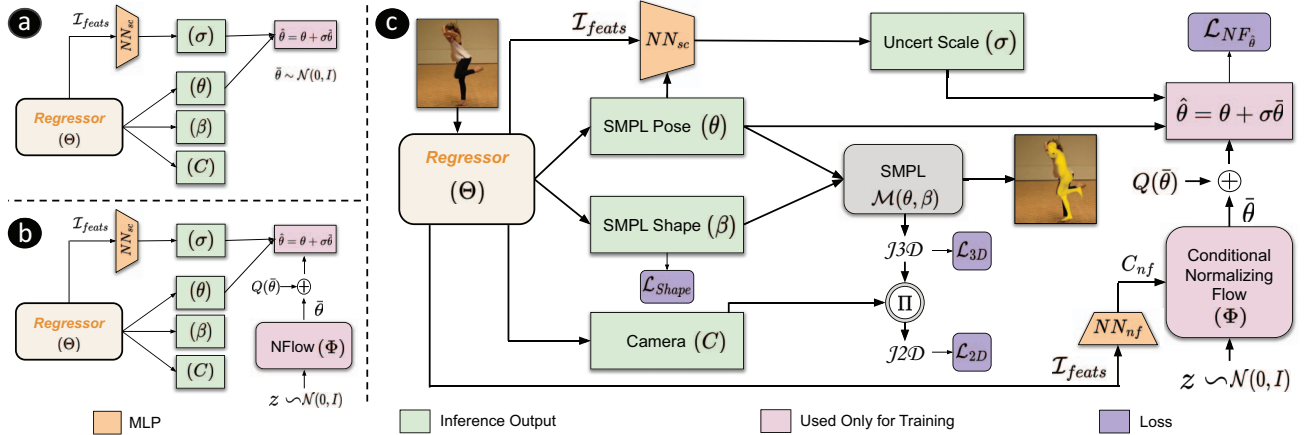 a
𝓘_feats
NN_sc
(σ)
θ̂ = θ + σθ̄
θ̄ ∼ 𝒩(0, I)
(θ)
Regressor
(Θ)
(β)
(C)
b
𝓘_feats
NN_sc
(σ)
θ̂ = θ + σθ̄
(θ)
Q(θ̄)
θ̄
Regressor
(Θ)
(β)
NFlow (Φ)
(C)
z ∽ 𝒩(0, I)
c
𝓘_feats
NN_sc
Uncert Scale (σ)
𝓛_NF_θ̂
SMPL Pose (θ)
θ̂ = θ + σθ̄
Regressor
(Θ)
SMPL
𝓜(θ, β)
Q(θ̄)
θ̄
SMPL Shape (β)
𝓛_Shape
J3D
𝓛_3D
C_nf
Conditional
Normalizing
Flow
(Φ)
Π
Camera (C)
NN_nf
J2D
𝓛_2D
𝓘_feats
z ∽ 𝒩(0, I)
MLP
Inference Output
Used Only for Training
Loss